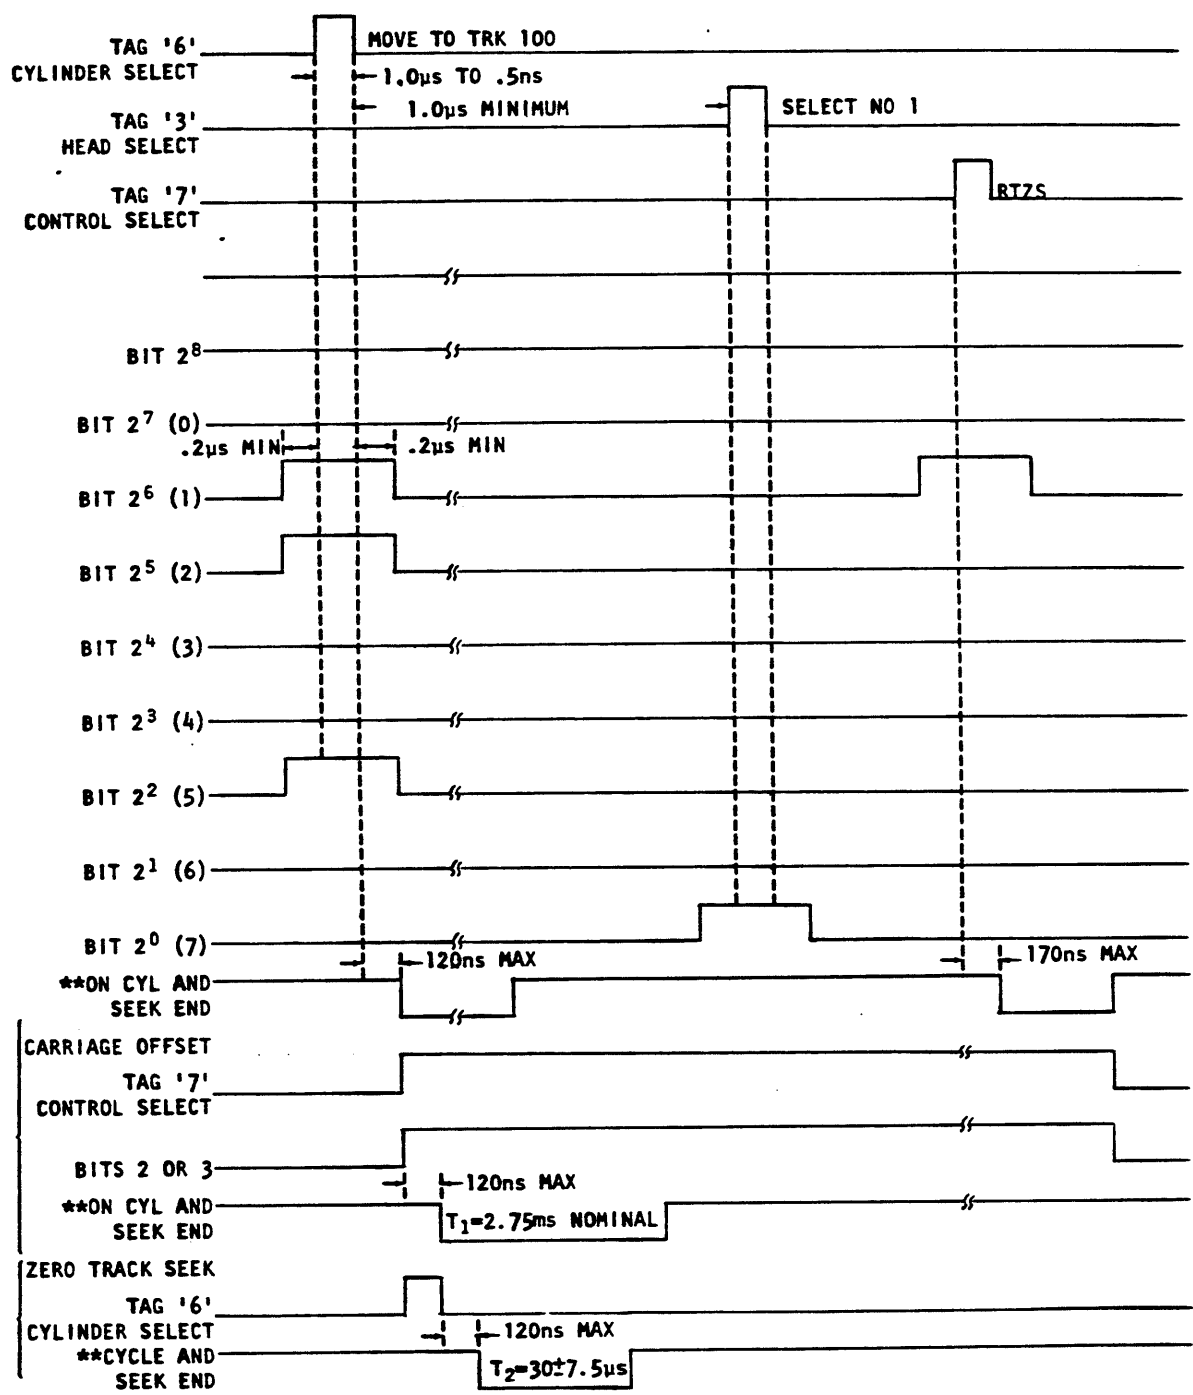 TAG '6'
CYLINDER SELECT
MOVE TO TRK 100
1.0µs TO .5ns
1.0µs MINIMUM
TAG '3'
HEAD SELECT
SELECT NO 1
TAG '7'
CONTROL SELECT
RTZS
BIT 2⁸
BIT 2⁷ (0)
.2µs MIN
.2µs MIN
BIT 2⁶ (1)
BIT 2⁵ (2)
BIT 2⁴ (3)
BIT 2³ (4)
BIT 2² (5)
BIT 2¹ (6)
BIT 2⁰ (7)
120ns MAX
170ns MAX
**ON CYL AND
SEEK END
CARRIAGE OFFSET
TAG '7'
CONTROL SELECT
BITS 2 OR 3
120ns MAX
**ON CYL AND
SEEK END
T₁=2.75ms NOMINAL
ZERO TRACK SEEK
TAG '6'
CYLINDER SELECT
120ns MAX
**CYCLE AND
SEEK END
T₂=30±7.5µs